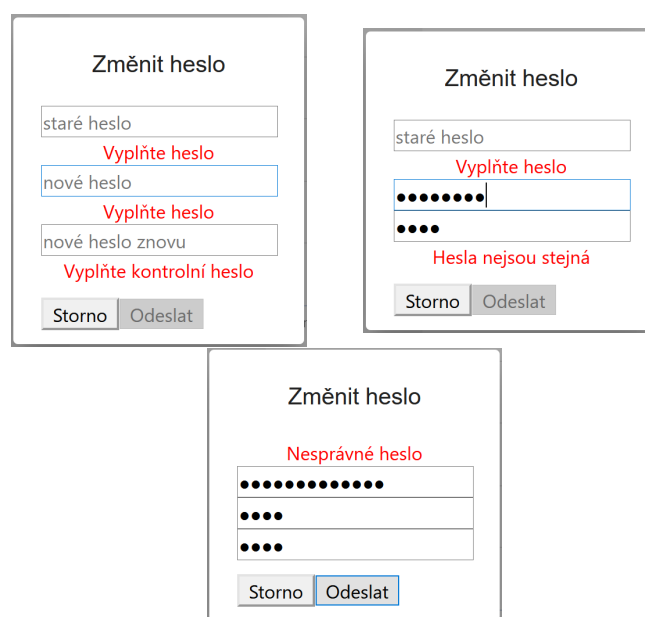 Změnit heslo
staré heslo
Vyplňte heslo
nové heslo
Vyplňte heslo
nové heslo znovu
Vyplňte kontrolní heslo
Storno Odeslat
Změnit heslo
staré heslo
Vyplňte heslo
••••••••
••••
Hesla nejsou stejná
Storno Odeslat
Změnit heslo
Nesprávné heslo
•••••••••••••
••••
••••
Storno Odeslat